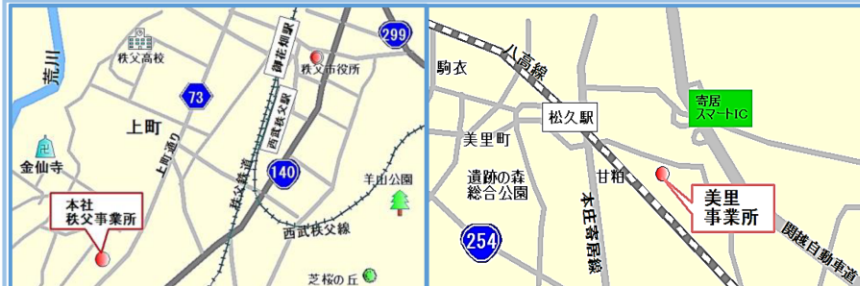 荒川
秩父高校
73
上町
上町通り
金仙寺
本社
秩父事業所
御花畑駅
西武秩父駅
秩父鉄道
299
秩父市役所
140
羊山公園
西武秩父線
芝桜の丘
八高線
駒衣
松久駅
寄居
スマートIC
美里町
遺跡の森
総合公園
甘粕
美里
事業所
本庄寄居線
254
関越自動車道